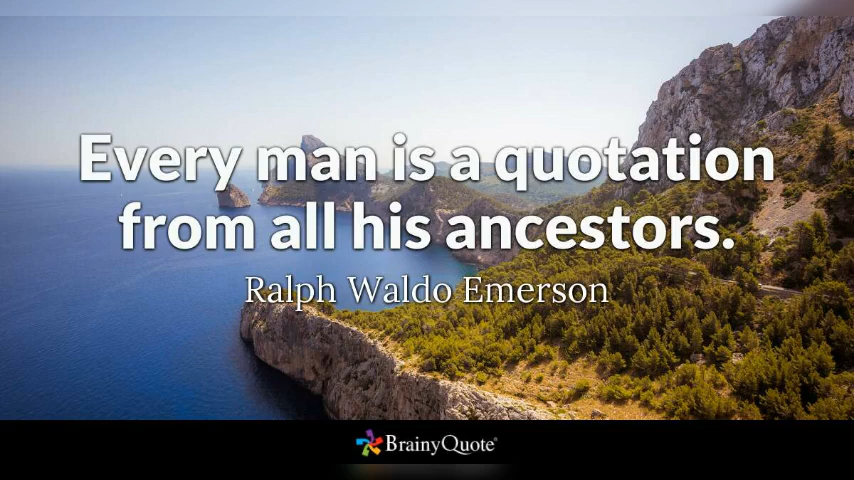 Every man is a quotation
from all his ancestors.
Ralph Waldo Emerson
BrainyQuote®